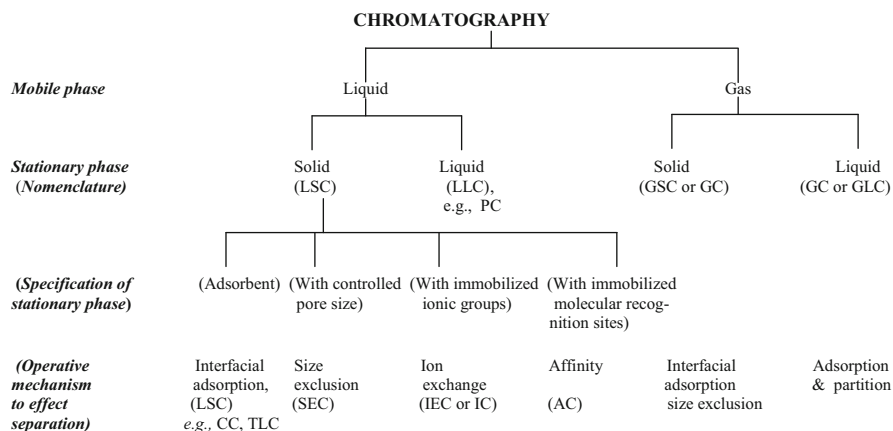 CHROMATOGRAPHY
Mobile phase Liquid Gas
Stationary phase Solid Liquid Solid Liquid
(Nomenclature) (LSC) (LLC), (GSC or GC) (GC or GLC)
e.g., PC
(Specification of (Adsorbent) (With controlled (With immobilized (With immobilized
stationary phase) pore size) ionic groups) molecular recog-
nition sites)
(Operative Interfacial Size Ion Affinity Interfacial Adsorption
mechanism adsorption, exclusion exchange adsorption & partition
to effect (LSC) (SEC) (IEC or IC) (AC) size exclusion
separation) e.g., CC, TLC